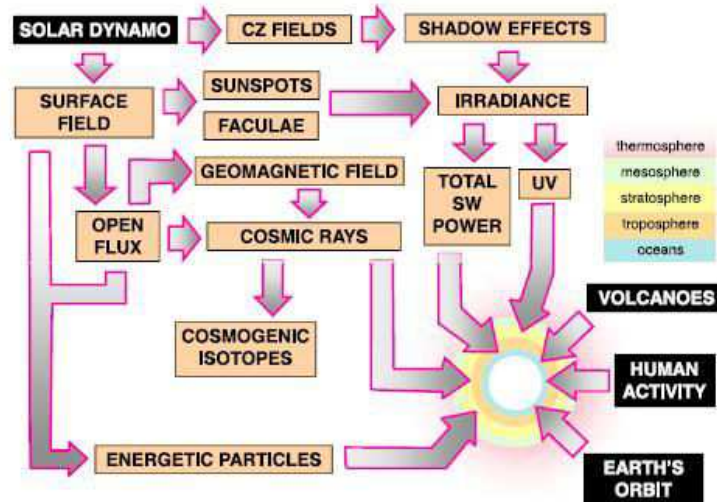 SOLAR DYNAMO
CZ FIELDS
SHADOW EFFECTS
SURFACE
FIELD
SUNSPOTS
FACULAE
IRRADIANCE
GEOMAGNETIC FIELD
TOTAL
SW
POWER
UV
OPEN
FLUX
COSMIC RAYS
COSMOGENIC
ISOTOPES
ENERGETIC PARTICLES
thermosphere
mesosphere
stratosphere
troposphere
oceans
VOLCANOES
HUMAN
ACTIVITY
EARTH'S
ORBIT